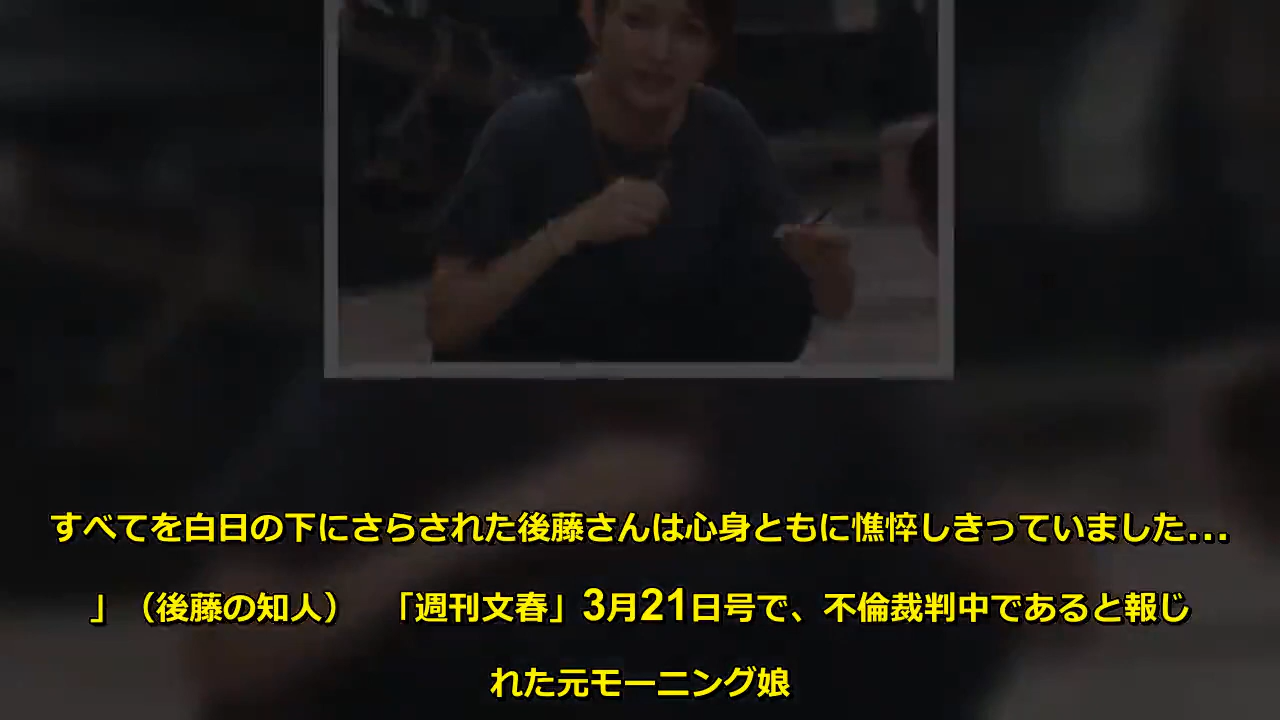 すべてを白日の下にさらされた後藤さんは心身ともに憔悴しきっていました...
」（後藤の知人）　「週刊文春」3月21日号で、不倫裁判中であると報じ
れた元モーニング娘